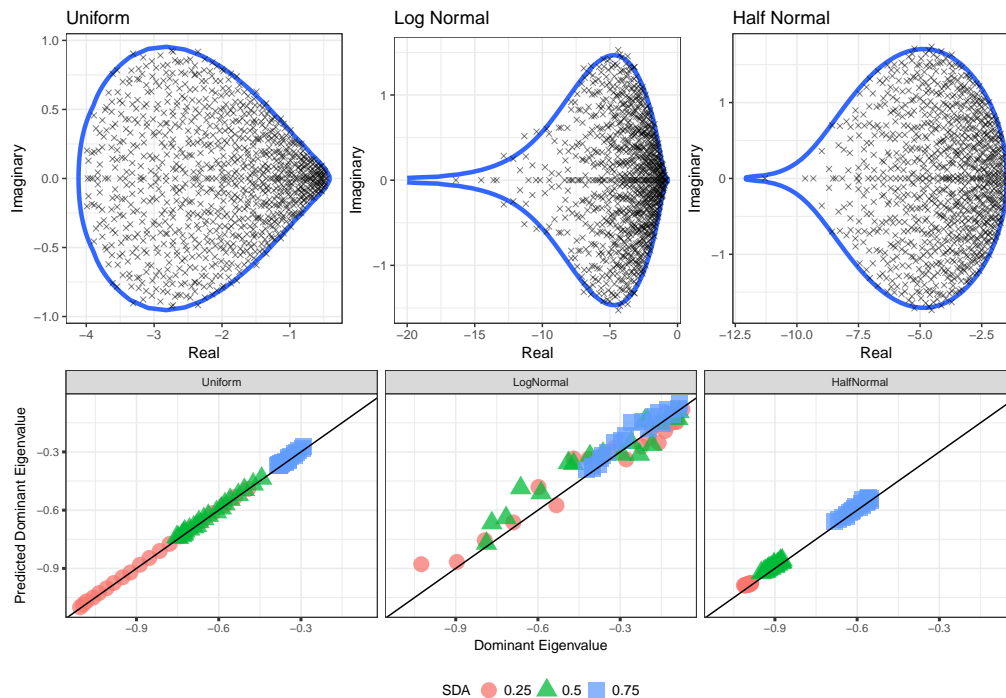 Uniform
Log Normal
Half Normal
1.0
0.5
0.0
−0.5
−1.0
Imaginary
−4
−3
−2
−1
Real
1
0
−1
Imaginary
−20
−15
−10
−5
0
Real
1
0
−1
Imaginary
−12.5
−10.0
−7.5
−5.0
−2.5
Real
Uniform
LogNormal
HalfNormal
Predicted Dominant Eigenvalue
−0.3
−0.6
−0.9
−0.9
−0.6
−0.3
−0.9
−0.6
−0.3
−0.9
−0.6
−0.3
Dominant Eigenvalue
SDA 0.25 0.5 0.75